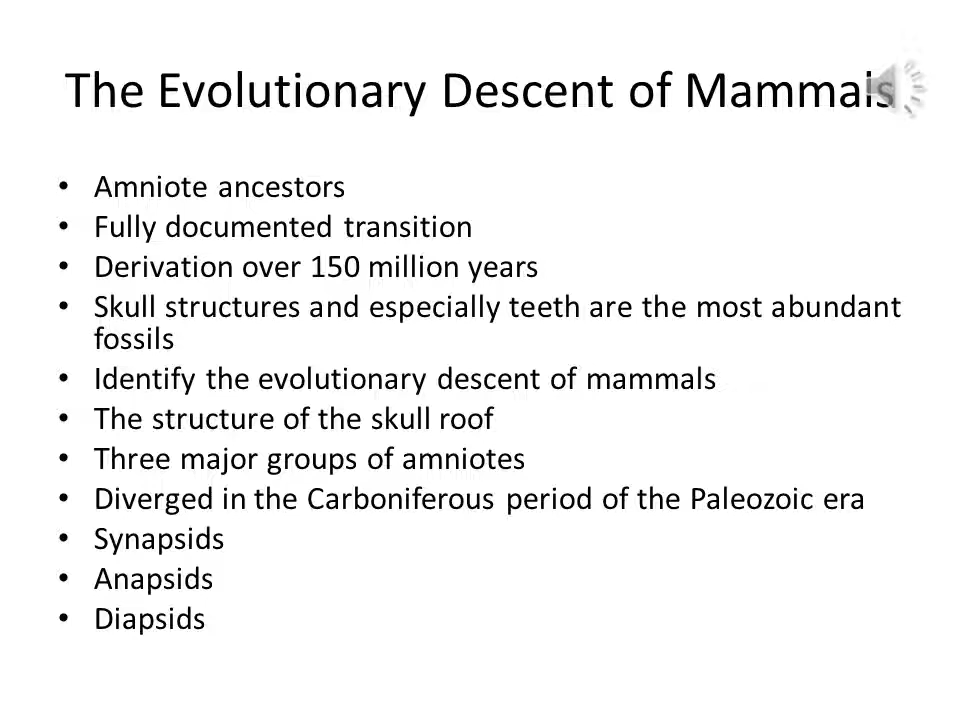 The Evolutionary Descent of Mammals
• Amniote ancestors
• Fully documented transition
• Derivation over 150 million years
• Skull structures and especially teeth are the most abundant
fossils
• Identify the evolutionary descent of mammals
• The structure of the skull roof
• Three major groups of amniotes
• Diverged in the Carboniferous period of the Paleozoic era
• Synapsids
• Anapsids
• Diapsids